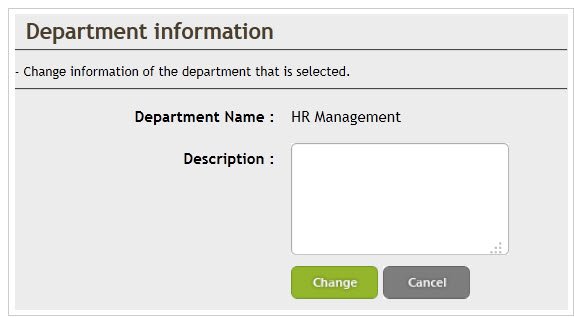 Department information
- Change information of the department that is selected.
Department Name : HR Management
Description :
Change Cancel